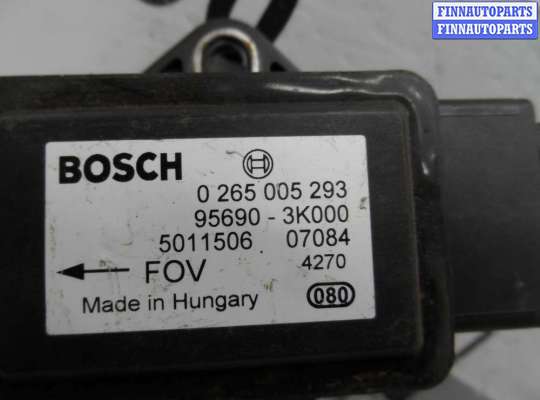 FINNAUTOPARTS
FINNAUTOPARTS
BOSCH
0 265 005 293
95690 - 3K000
5011506 07084
FOV 4270
Made in Hungary 080